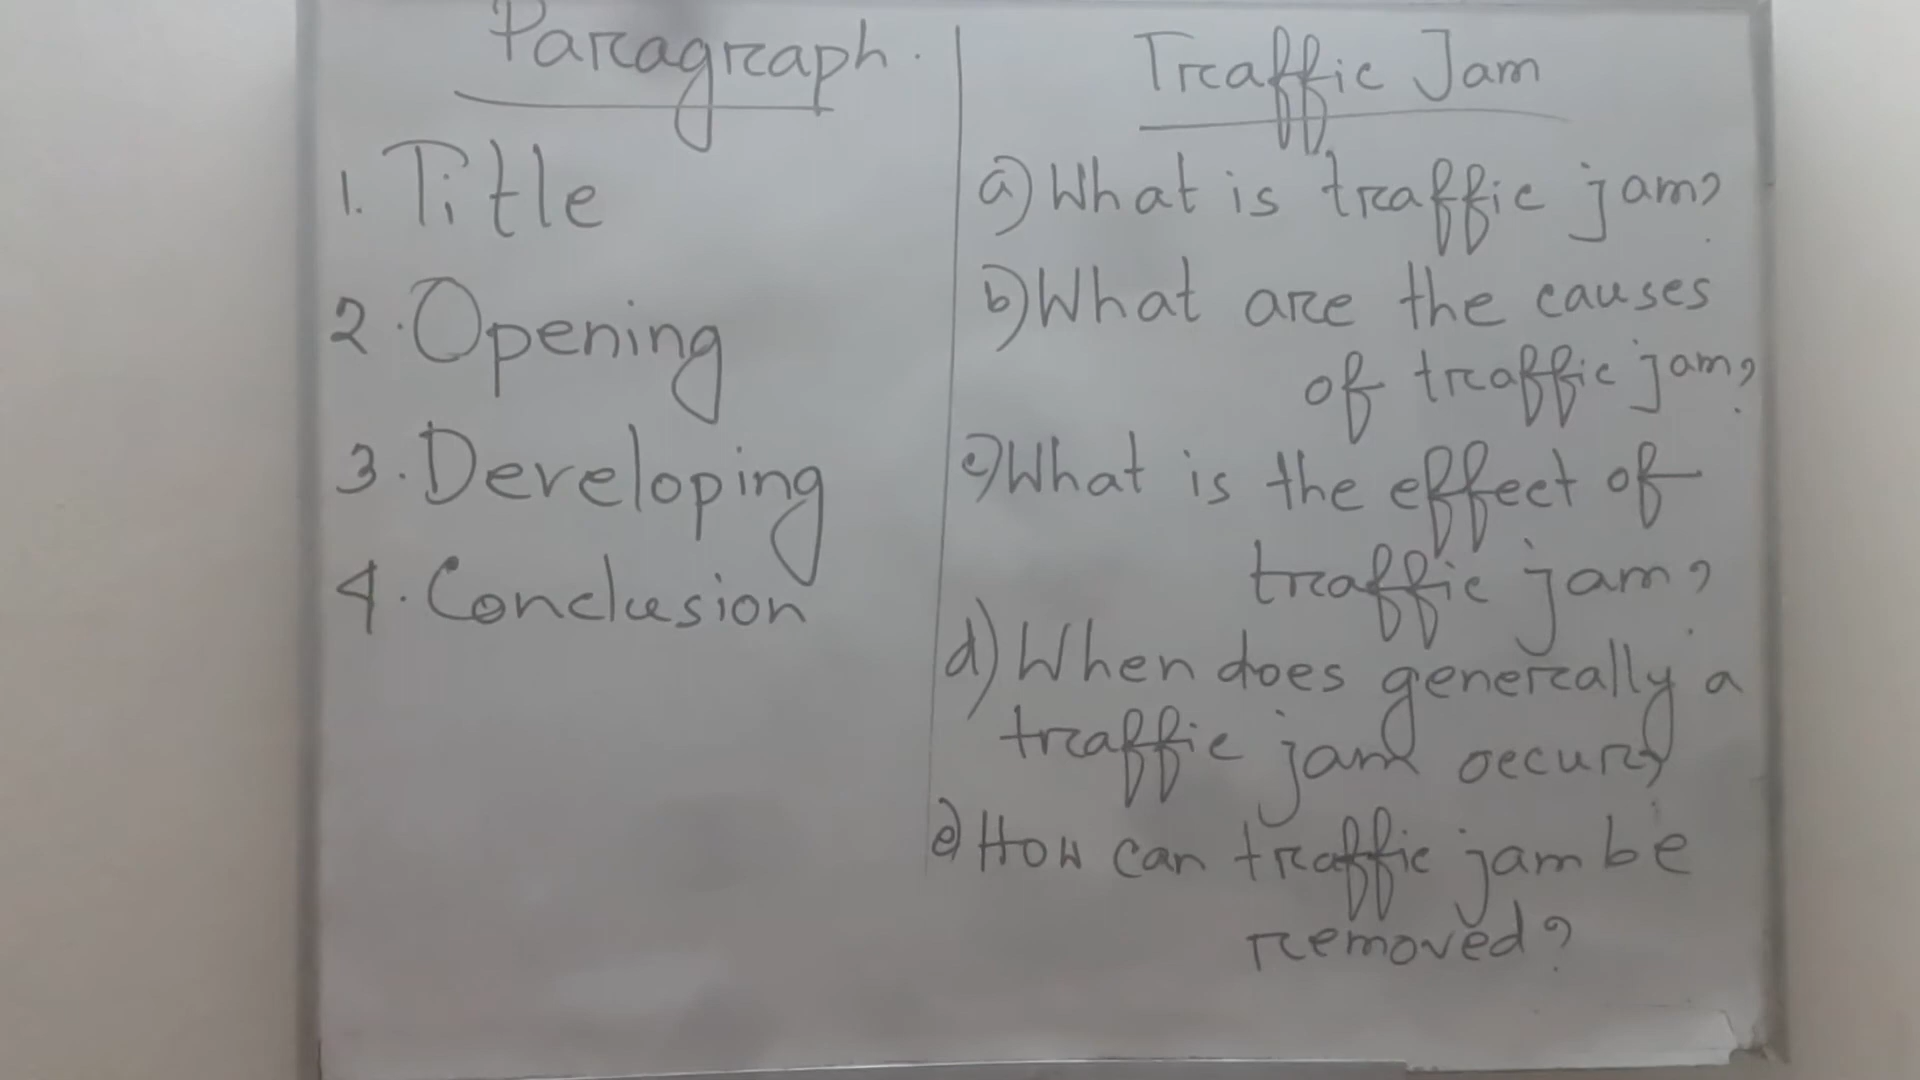 Paragraph.
1. Title
2. Opening
3. Developing
4. Conclusion
Traffic Jam
a) What is traffic jam?
b) What are the causes
of traffic jam?
c) What is the effect of
traffic jam?
d) When does generally a
traffic jam occur?
e) How can traffic jam be
removed?